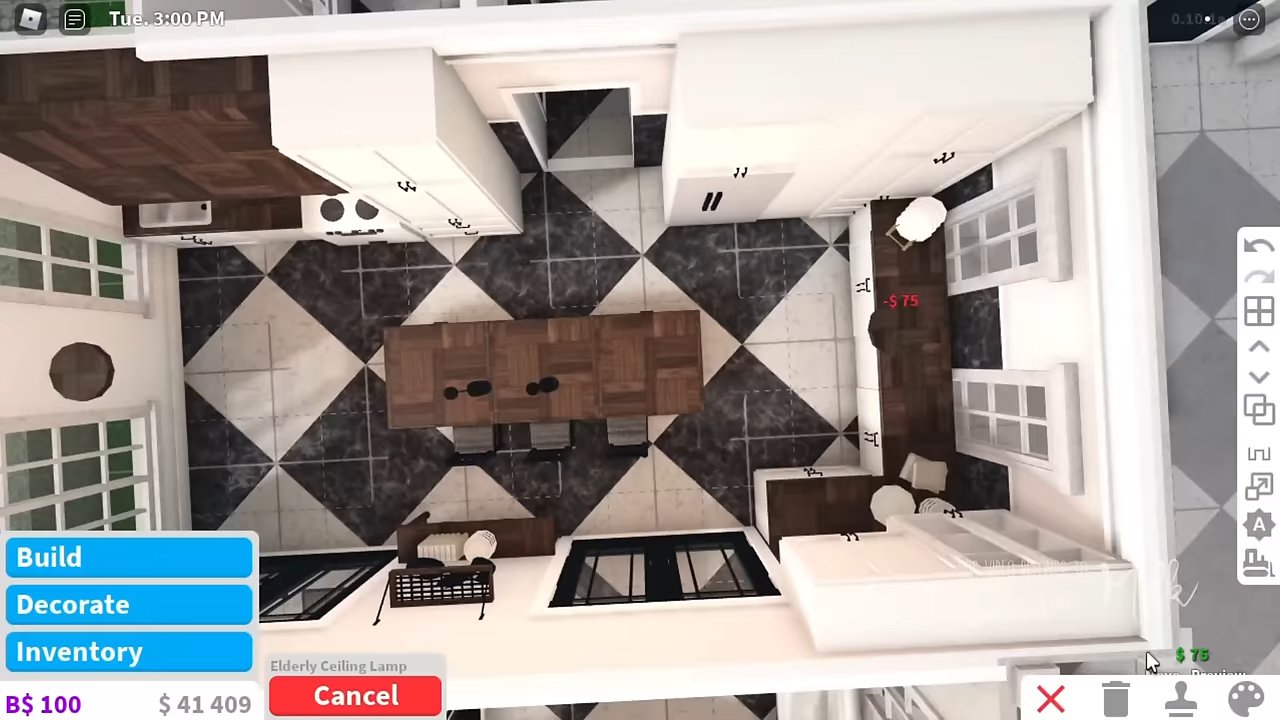 Tue. 3:00 PM
-$ 75
Build
Decorate
Inventory
Elderly Ceiling Lamp
Cancel
B$ 100
$ 41 409
$ 75
A